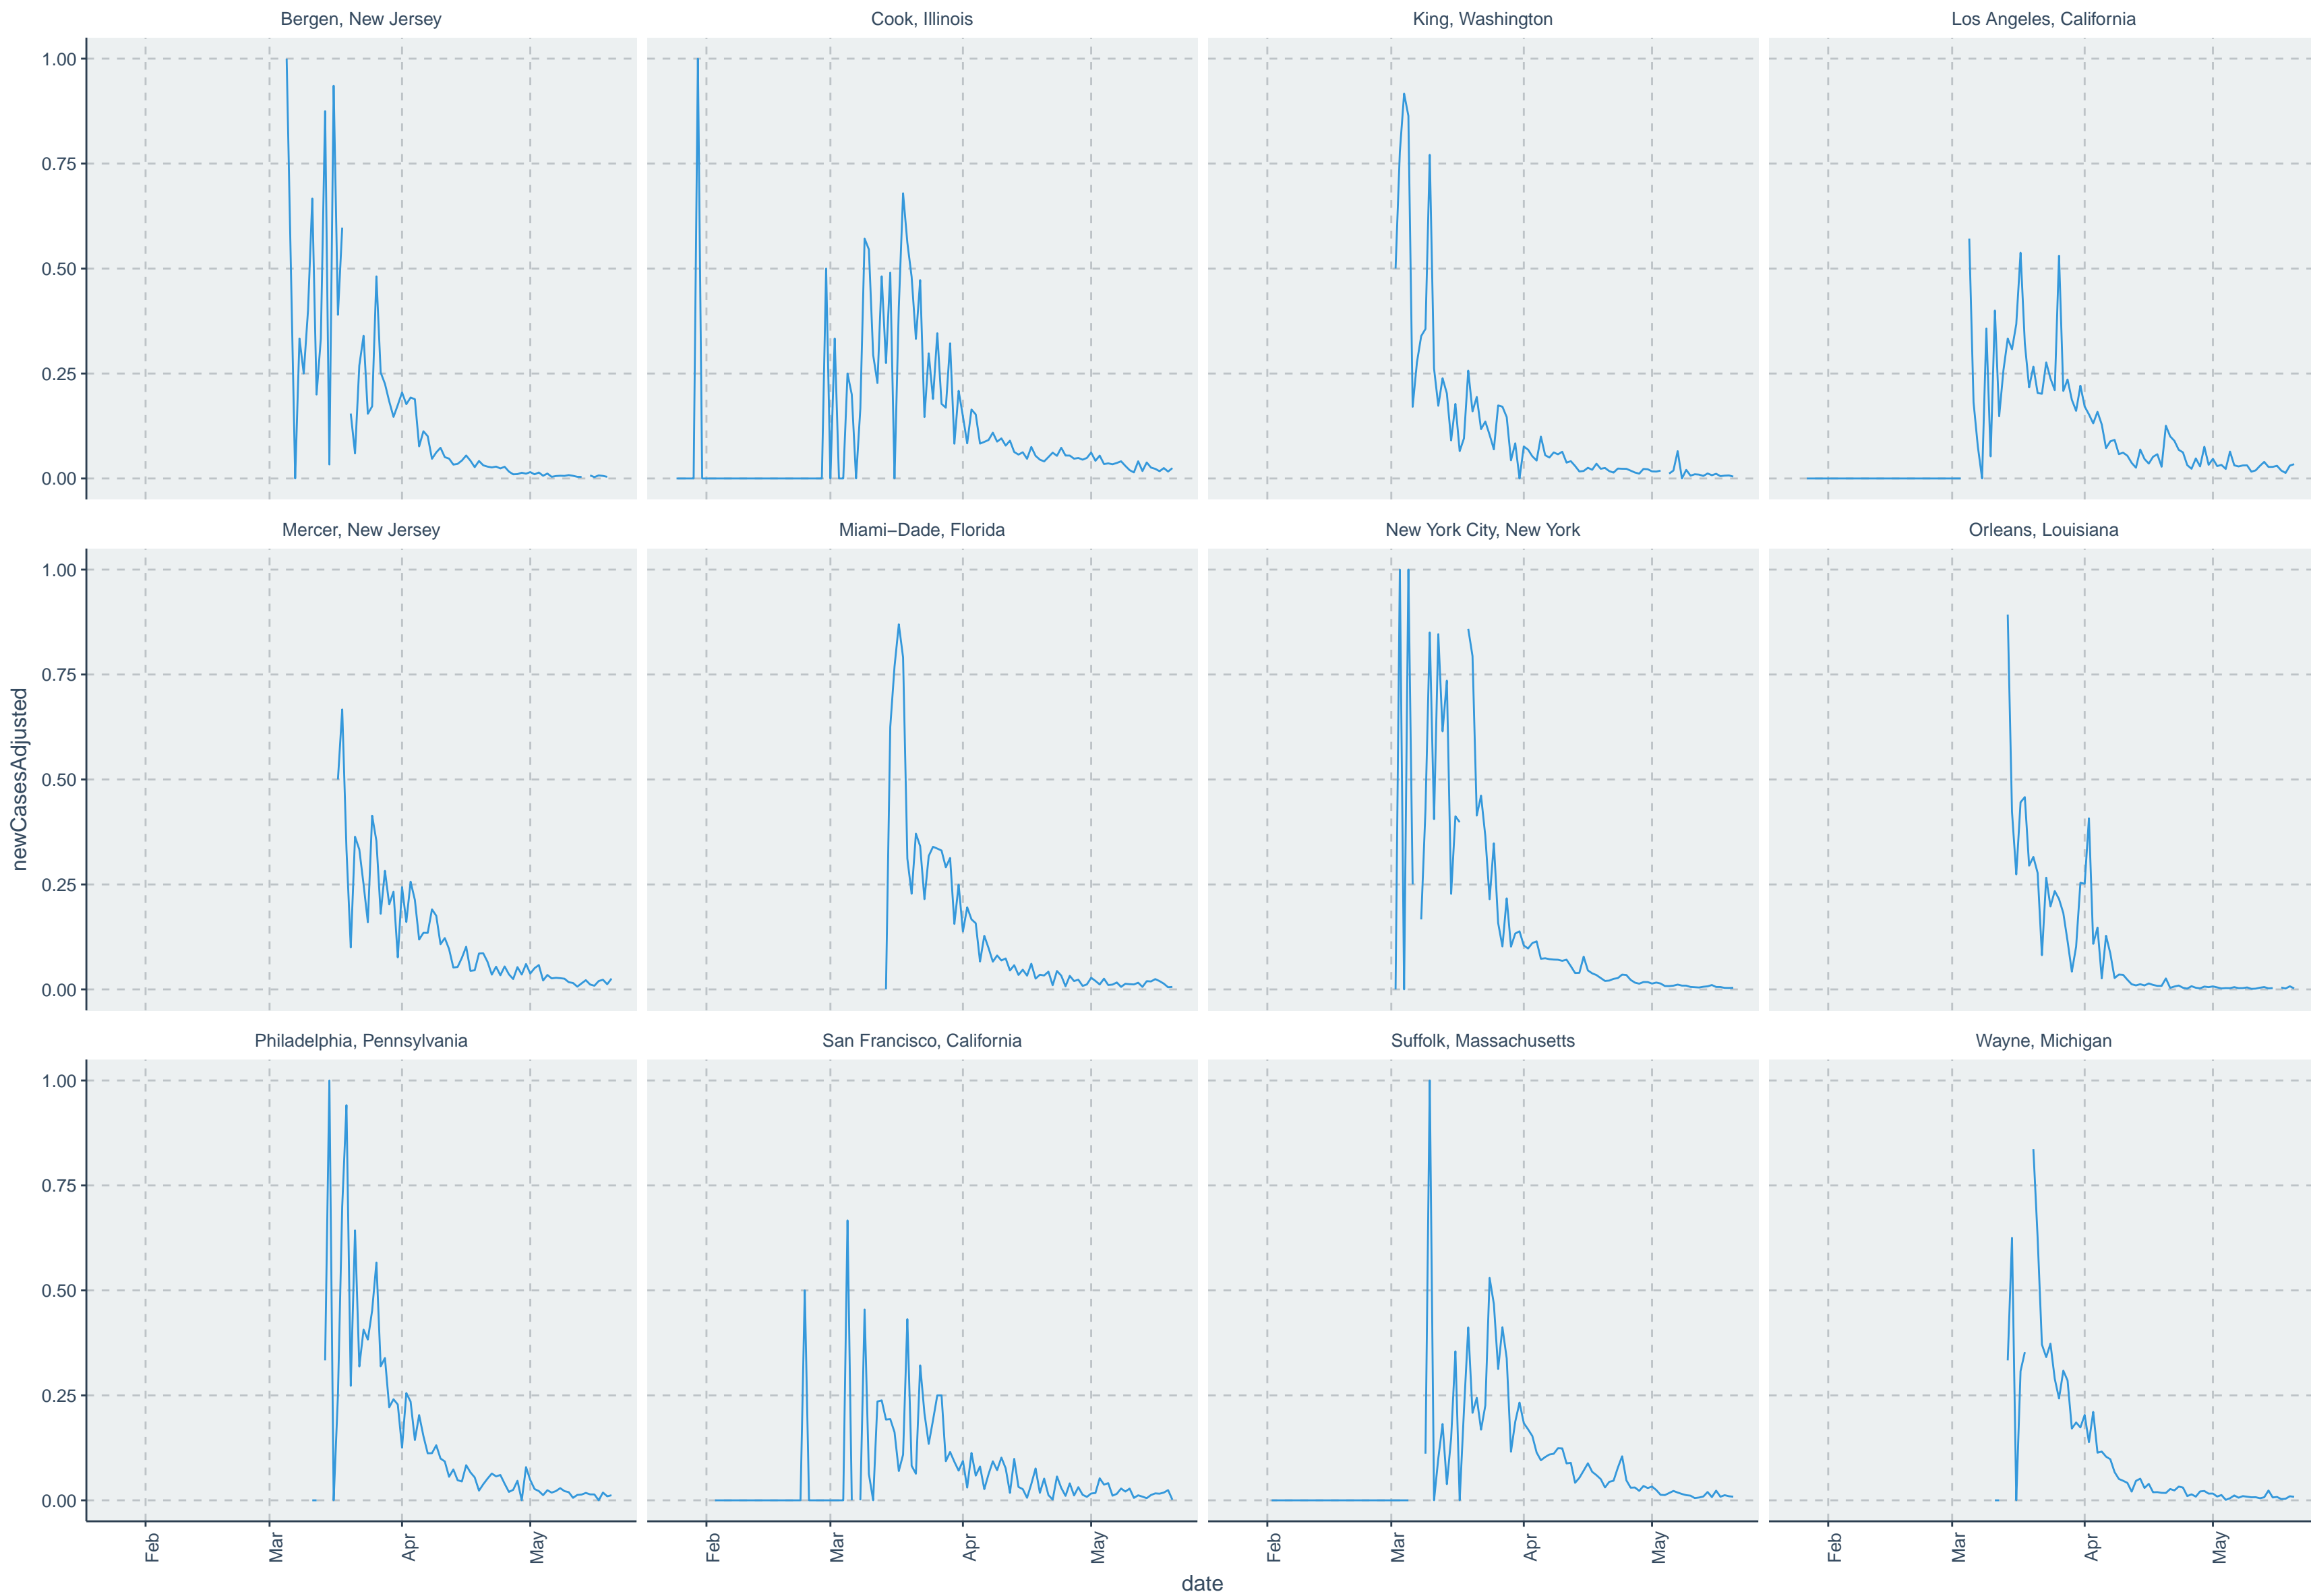 Bergen, New Jersey
Cook, Illinois
King, Washington
Los Angeles, California
1.00
0.75
0.50
0.25
0.00
Mercer, New Jersey
Miami−Dade, Florida
New York City, New York
Orleans, Louisiana
1.00
0.75
0.50
0.25
0.00
newCasesAdjusted
Philadelphia, Pennsylvania
San Francisco, California
Suffolk, Massachusetts
Wayne, Michigan
1.00
0.75
0.50
0.25
0.00
Feb
Mar
Apr
May
Feb
Mar
Apr
May
Feb
Mar
Apr
May
Feb
Mar
Apr
May
date